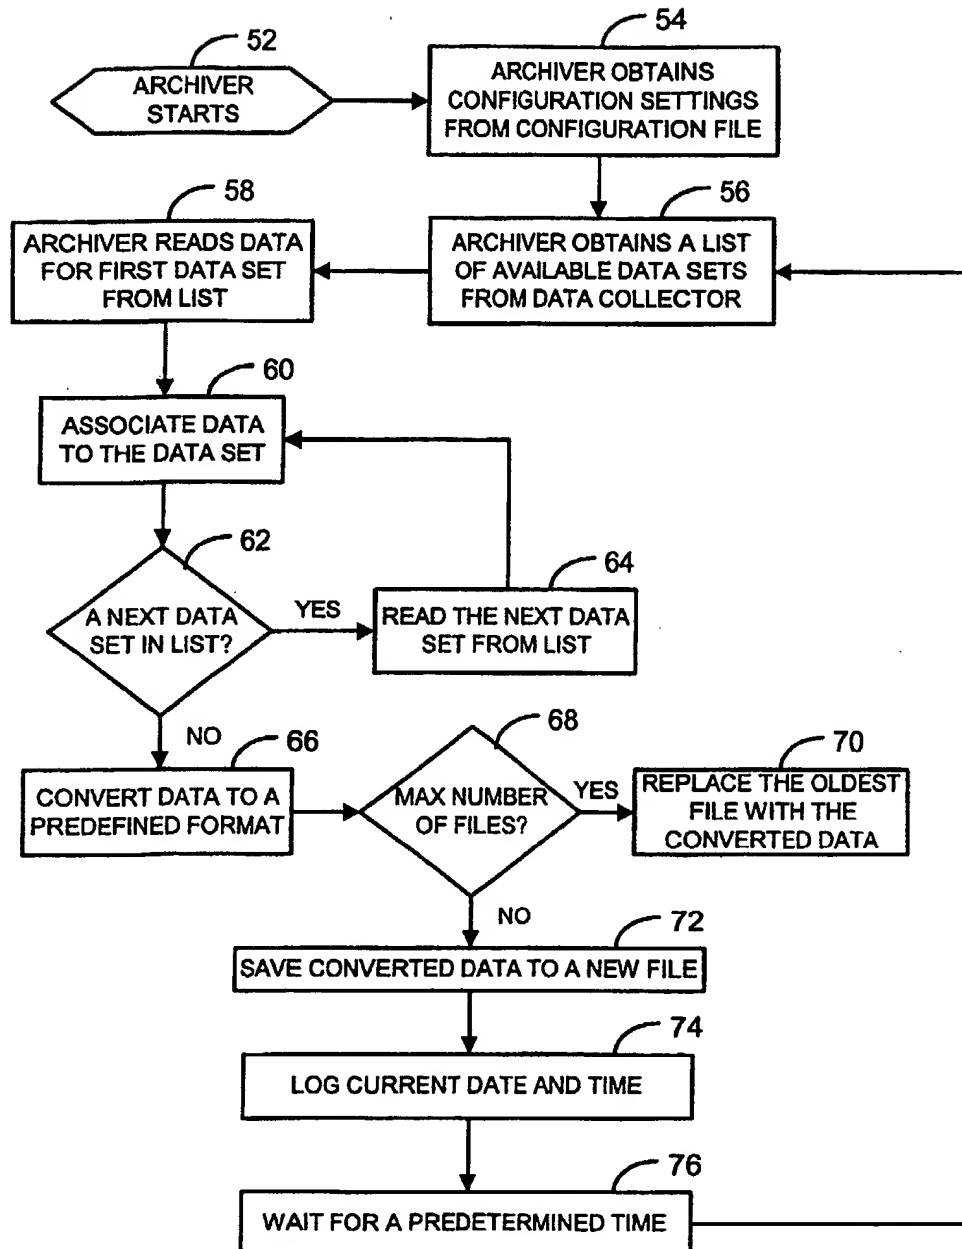 52
ARCHIVER
STARTS
54
ARCHIVER OBTAINS
CONFIGURATION SETTINGS
FROM CONFIGURATION FILE
56
ARCHIVER OBTAINS A LIST
OF AVAILABLE DATA SETS
FROM DATA COLLECTOR
58
ARCHIVER READS DATA
FOR FIRST DATA SET
FROM LIST
60
ASSOCIATE DATA
TO THE DATA SET
62
A NEXT DATA
SET IN LIST?
YES
64
READ THE NEXT DATA
SET FROM LIST
NO
66
CONVERT DATA TO A
PREDEFINED FORMAT
68
MAX NUMBER
OF FILES?
YES
70
REPLACE THE OLDEST
FILE WITH THE
CONVERTED DATA
NO
72
SAVE CONVERTED DATA TO A NEW FILE
74
LOG CURRENT DATE AND TIME
76
WAIT FOR A PREDETERMINED TIME